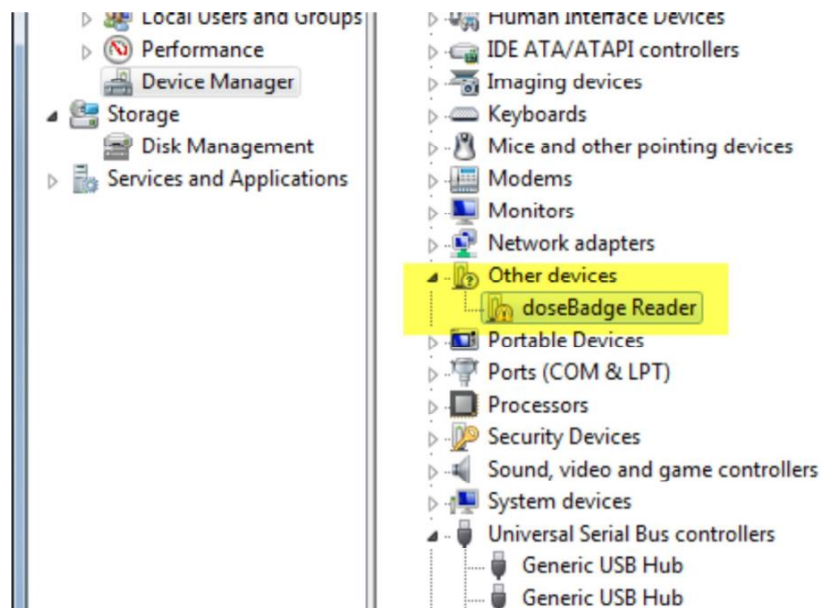 Local Users and Groups
Performance
Device Manager
Storage
Disk Management
Services and Applications
Human Interface Devices
IDE ATA/ATAPI controllers
Imaging devices
Keyboards
Mice and other pointing devices
Modems
Monitors
Network adapters
Other devices
doseBadge Reader
Portable Devices
Ports (COM & LPT)
Processors
Security Devices
Sound, video and game controllers
System devices
Universal Serial Bus controllers
Generic USB Hub
Generic USB Hub